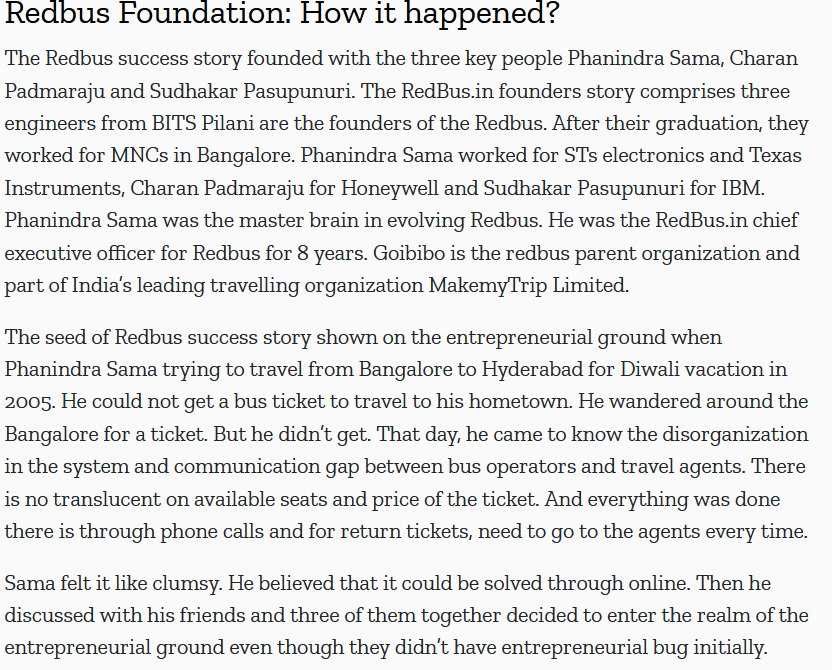 Redbus Foundation: How it happened?
The Redbus success story founded with the three key people Phanindra Sama, Charan
Padmaraju and Sudhakar Pasupunuri. The RedBus.in founders story comprises three
engineers from BITS Pilani are the founders of the Redbus. After their graduation, they
worked for MNCs in Bangalore. Phanindra Sama worked for STs electronics and Texas
Instruments, Charan Padmaraju for Honeywell and Sudhakar Pasupunuri for IBM.
Phanindra Sama was the master brain in evolving Redbus. He was the RedBus.in chief
executive officer for Redbus for 8 years. Goibibo is the redbus parent organization and
part of India’s leading travelling organization MakemyTrip Limited.
The seed of Redbus success story shown on the entrepreneurial ground when
Phanindra Sama trying to travel from Bangalore to Hyderabad for Diwali vacation in
2005. He could not get a bus ticket to travel to his hometown. He wandered around the
Bangalore for a ticket. But he didn’t get. That day, he came to know the disorganization
in the system and communication gap between bus operators and travel agents. There
is no translucent on available seats and price of the ticket. And everything was done
there is through phone calls and for return tickets, need to go to the agents every time.
Sama felt it like clumsy. He believed that it could be solved through online. Then he
discussed with his friends and three of them together decided to enter the realm of the
entrepreneurial ground even though they didn’t have entrepreneurial bug initially.